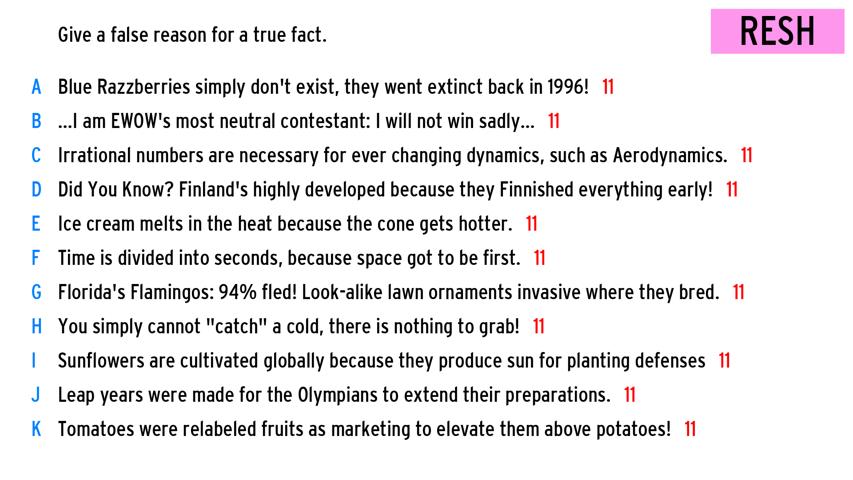 Give a false reason for a true fact.
RESH
A Blue Razzberries simply don't exist, they went extinct back in 1996! 11
B ...I am EWOW's most neutral contestant: I will not win sadly... 11
C Irrational numbers are necessary for ever changing dynamics, such as Aerodynamics. 11
D Did You Know? Finland's highly developed because they Finnished everything early! 11
E Ice cream melts in the heat because the cone gets hotter. 11
F Time is divided into seconds, because space got to be first. 11
G Florida's Flamingos: 94% fled! Look-alike lawn ornaments invasive where they bred. 11
H You simply cannot "catch" a cold, there is nothing to grab! 11
I Sunflowers are cultivated globally because they produce sun for planting defenses 11
J Leap years were made for the Olympians to extend their preparations. 11
K Tomatoes were relabeled fruits as marketing to elevate them above potatoes! 11